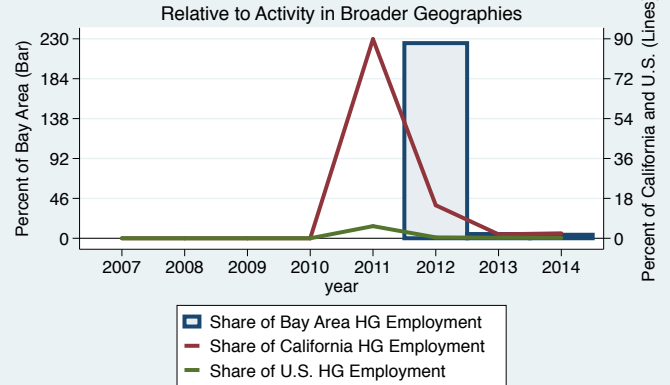 Relative to Activity in Broader Geographies
Percent of Bay Area (Bar)
230
184
138
92
46
0
90
72
54
36
18
0
Percent of California and U.S. (Lines
2007 2008 2009 2010 2011 2012 2013 2014
year
Share of Bay Area HG Employment
Share of California HG Employment
Share of U.S. HG Employment